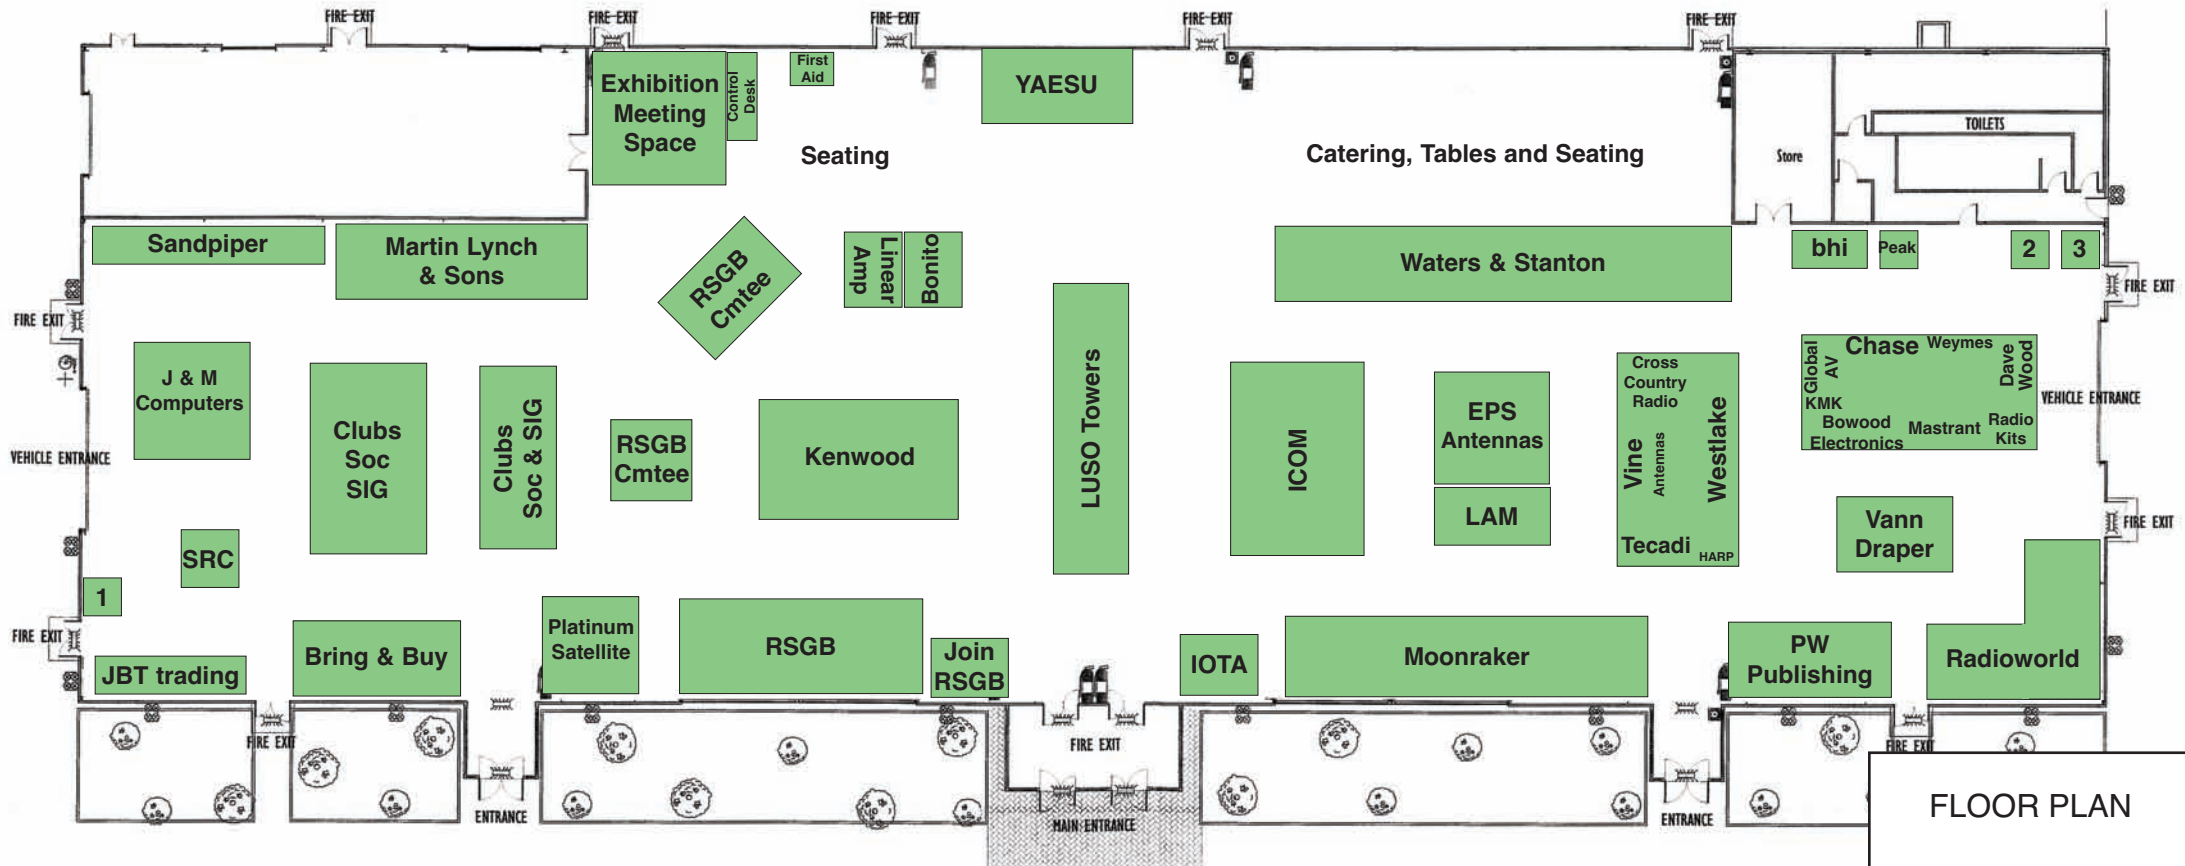 FIRE EXIT
FIRE EXIT
FIRE EXIT
FIRE EXIT
FIRE EXIT
Exhibition
Meeting
Space
Control
Desk
First
Aid
YAESU
Seating
Catering, Tables and Seating
Store
TOILETS
Sandpiper
Martin Lynch
& Sons
RSGB
Cmtee
Linear
Amp
Bonito
Waters & Stanton
bhi
Peak
2
3
FIRE EXIT
FIRE EXIT
J & M
Computers
Clubs
Soc
SIG
Clubs
Soc & SIG
RSGB
Cmtee
Kenwood
LUSO Towers
ICOM
EPS
Antennas
LAM
Cross
Country
Radio
Vine
Antennas
Westlake
Tecadi
HARP
Global
AV
Chase
Weymes
Dave
Wood
KMK
Bowood
Electronics
Mastrant
Radio
Kits
VEHICLE ENTRANCE
VEHICLE ENTRANCE
Vann
Draper
FIRE EXIT
SRC
1
FIRE EXIT
JBT trading
Bring & Buy
Platinum
Satellite
RSGB
Join
RSGB
IOTA
Moonraker
PW
Publishing
Radioworld
FIRE EXIT
FIRE EXIT
FIRE EXIT
ENTRANCE
MAIN ENTRANCE
ENTRANCE
FLOOR PLAN